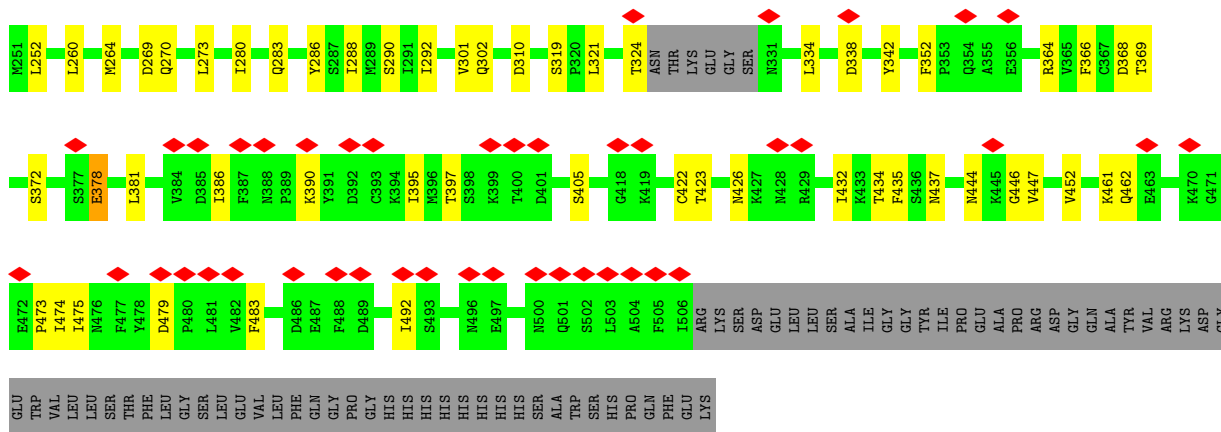 M251 L252 L260 M264 D269 Q270 L273 I280 Q283 Y286 S287 I288 M289 S290 I291 I292 V301 Q302 D310 S319 P320 L321 T324 ASN THR LYS GLU GLY SER N331 L334 D338 Y342 F352 P353 Q354 A355 E356 R364 V365 F366 C367 D368 T369
S372 S377 E378 L381 V384 D385 I386 F387 N388 P389 K390 Y391 D392 C393 K394 I395 M396 T397 S398 K399 T400 D401 S405 G418 K419 C422 T423 N426 K427 N428 R429 I432 K433 T434 F435 S436 N437 N444 K445 G446 V447 V452 K461 Q462 E463 K470 G471
E472 P473 I474 I475 N476 F477 Y478 D479 P480 L481 V482 F483 D486 E487 F488 D489 I492 S493 N496 E497 N500 Q501 S502 L503 A504 F505 I506 ARG LYS SER ASP GLU LEU LEU SER ALA ILE GLY GLY TYR ILE PRO GLU ALA PRO ARG ASP GLY GLN ALA TYR VAL ARG LYS ASP GLY
GLU TRP VAL LEU LEU SER THR PHE LEU GLY SER LEU GLU VAL LEU PHE GLN GLY PRO GLY HIS HIS HIS HIS HIS HIS HIS HIS SER ALA TRP SER HIS PRO GLN PHE GLU LYS